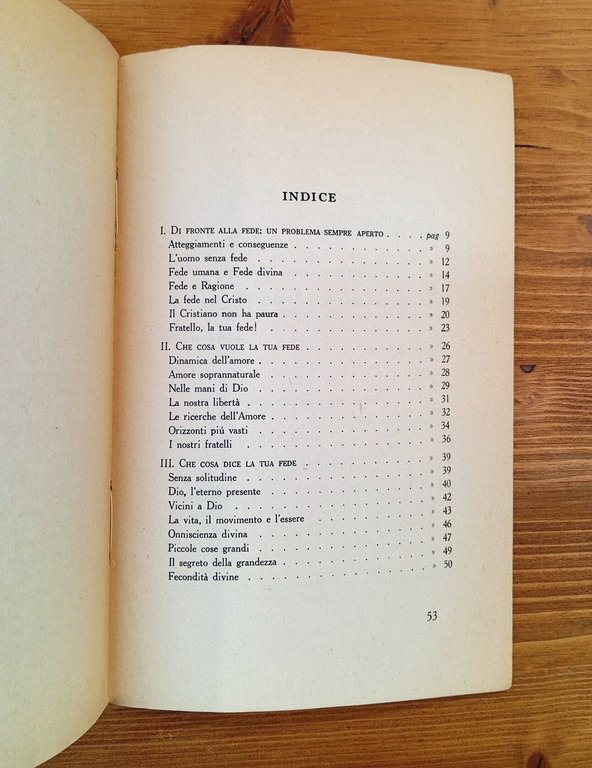 INDICE
I. Di fronte alla fede: un problema sempre aperto . . . . pag 9
Atteggiamenti e conseguenze . . . . . . . . . . » 9
L'uomo senza fede . . . . . . . . . . . . . » 12
Fede umana e Fede divina . . . . . . . . . . » 14
Fede e Ragione . . . . . . . . . . . . . » 17
La fede nel Cristo . . . . . . . . . . . . . » 19
Il Cristiano non ha paura . . . . . . . . . . . » 20
Fratello, la tua fede! . . . . . . . . . . . . » 23
II. Che cosa vuole la tua fede . . . . . . . . . . » 26
Dinamica dell'amore . . . . . . . . . . . . . » 27
Amore soprannaturale . . . . . . . . . . . . » 28
Nelle mani di Dio . . . . . . . . . . . . . » 29
La nostra libertà . . . . . . . . . . . . . . » 31
Le ricerche dell'Amore . . . . . . . . . . . . » 32
Orizzonti piú vasti . . . . . . . . . . . . . » 34
I nostri fratelli . . . . . . . . . . . . . . » 36
III. Che cosa dice la tua fede . . . . . . . . . . » 39
Senza solitudine . . . . . . . . . . . . . . » 39
Dio, l'eterno presente . . . . . . . . . . . . » 40
Vicini a Dio . . . . . . . . . . . . . . » 42
La vita, il movimento e l'essere . . . . . . . . . » 43
Onniscienza divina . . . . . . . . . . . . . » 46
Piccole cose grandi . . . . . . . . . . . . . » 47
Il segreto della grandezza . . . . . . . . . . . » 49
Fecondità divine . . . . . . . . . . . . . . » 50
53